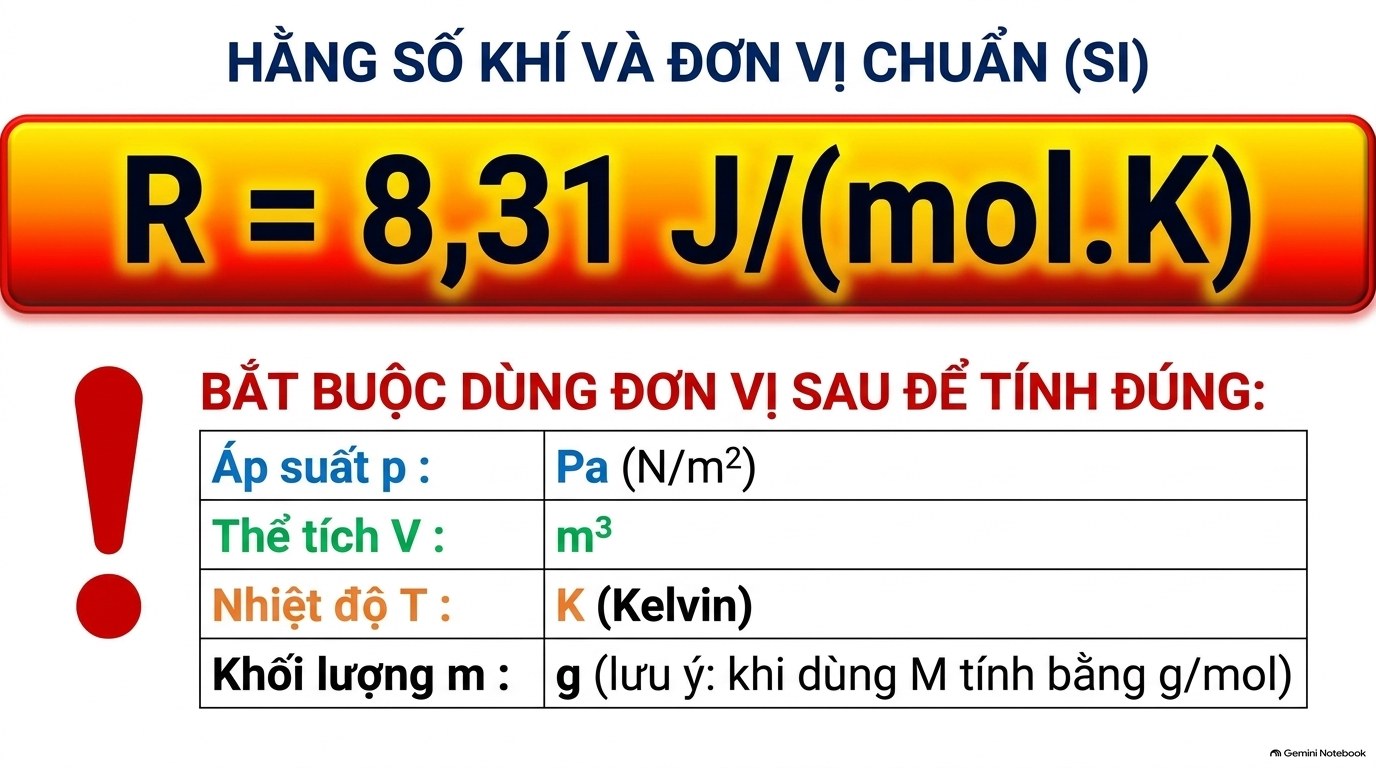 HẰNG SỐ KHÍ VÀ ĐƠN VỊ CHUẨN (SI)
R = 8,31 J/(mol.K)
BẮT BUỘC DÙNG ĐƠN VỊ SAU ĐỂ TÍNH ĐÚNG:
Áp suất p : Pa (N/m²)
Thể tích V : m³
Nhiệt độ T : K (Kelvin)
Khối lượng m : g (lưu ý: khi dùng M tính bằng g/mol)
Gemini Notebook